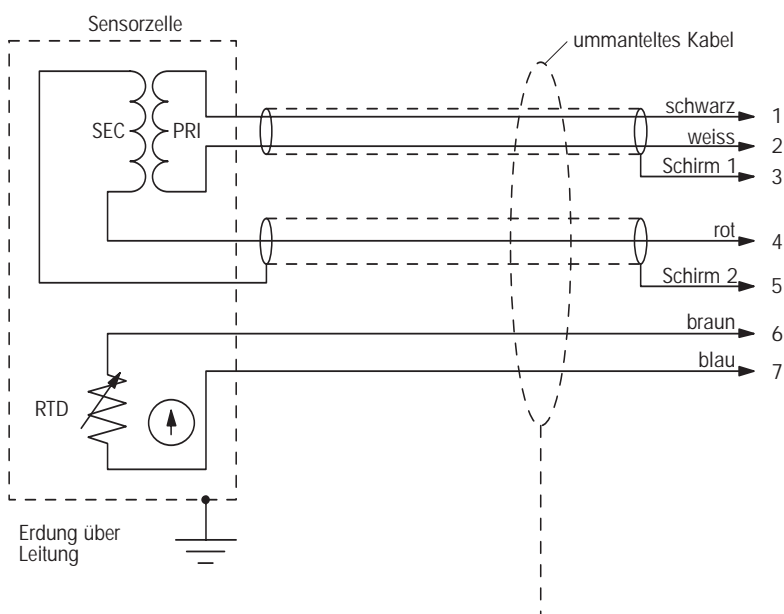 Sensorzelle
ummanteltes Kabel
SEC PRI
schwarz 1
weiss 2
Schirm 1 3
rot 4
Schirm 2 5
braun 6
blau 7
RTD
Erdung über
Leitung